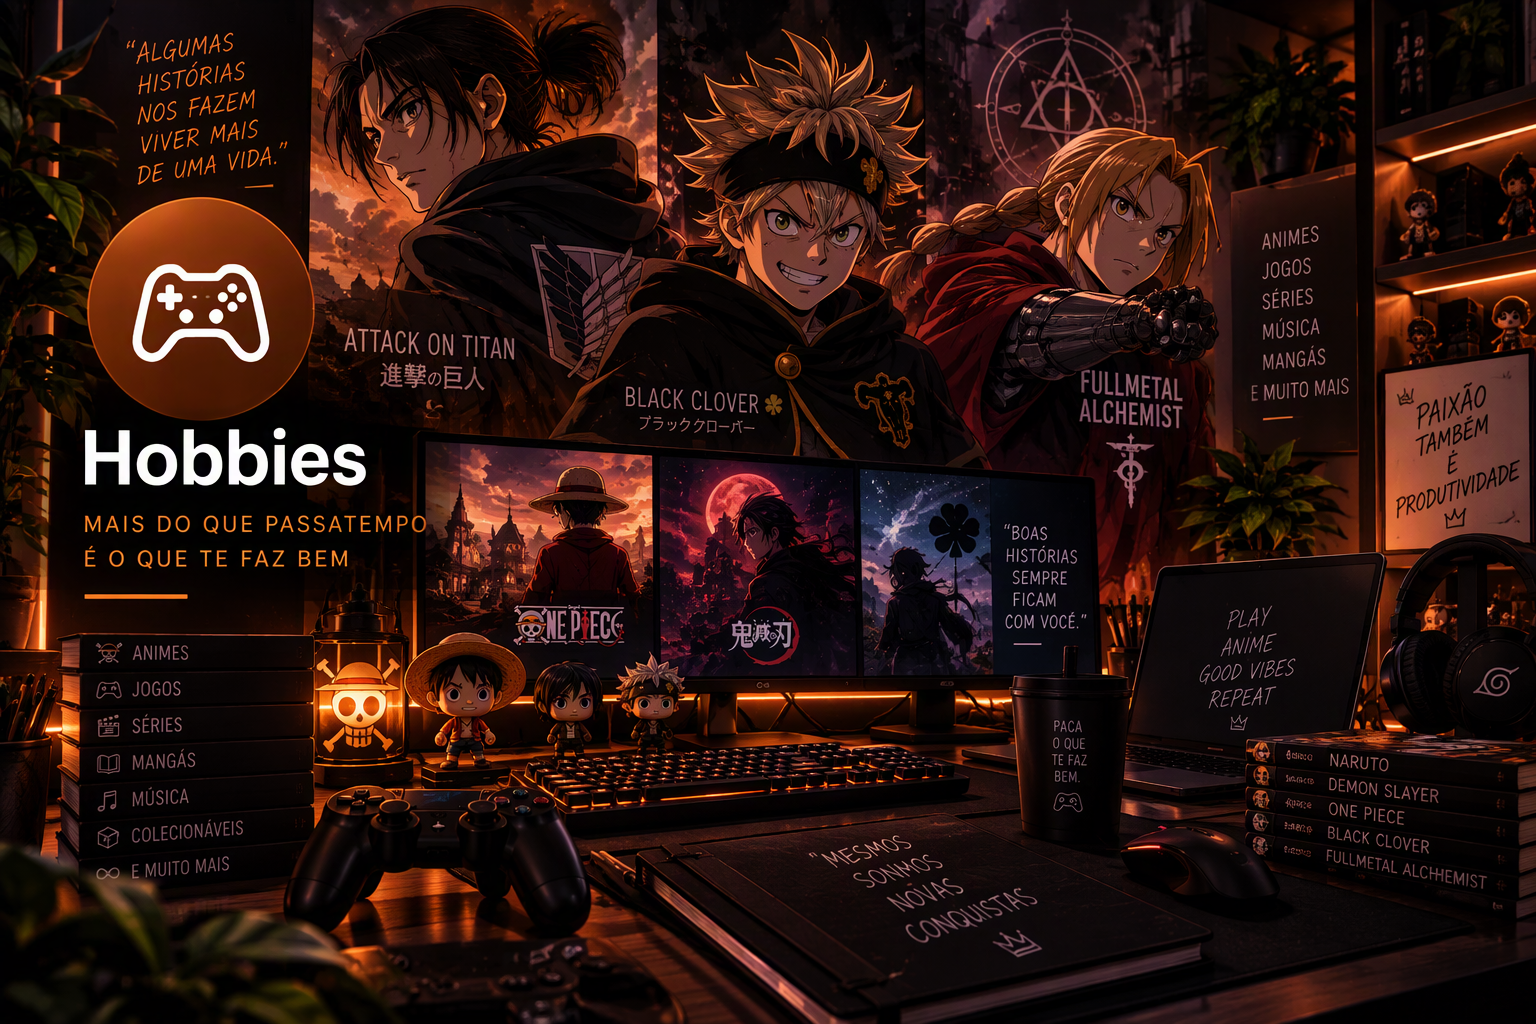 “ALGUMAS
HISTÓRIAS
NOS FAZEM
VIVER MAIS
DE UMA VIDA.”
Hobbies
MAIS DO QUE PASSATEMPO
É O QUE TE FAZ BEM
ATTACK ON TITAN
進撃の巨人
BLACK CLOVER
ブラッククローバー
FULLMETAL
ALCHEMIST
ANIMES
JOGOS
SÉRIES
MÚSICA
MANGÁS
E MUITO MAIS
PAIXÃO
TAMBÉM
É
PRODUTIVIDADE
ONE PIECE
鬼滅の刃
“BOAS
HISTÓRIAS
SEMPRE
FICAM
COM VOCÊ.”
PLAY
ANIME
GOOD VIBES
REPEAT
ANIMES
JOGOS
SÉRIES
MANGÁS
MÚSICA
COLECIONÁVEIS
E MUITO MAIS
PACA
O QUE
TE FAZ
BEM.
“MESMOS
SONHOS
NOVAS
CONQUISTAS
NARUTO
DEMON SLAYER
ONE PIECE
BLACK CLOVER
FULLMETAL ALCHEMIST